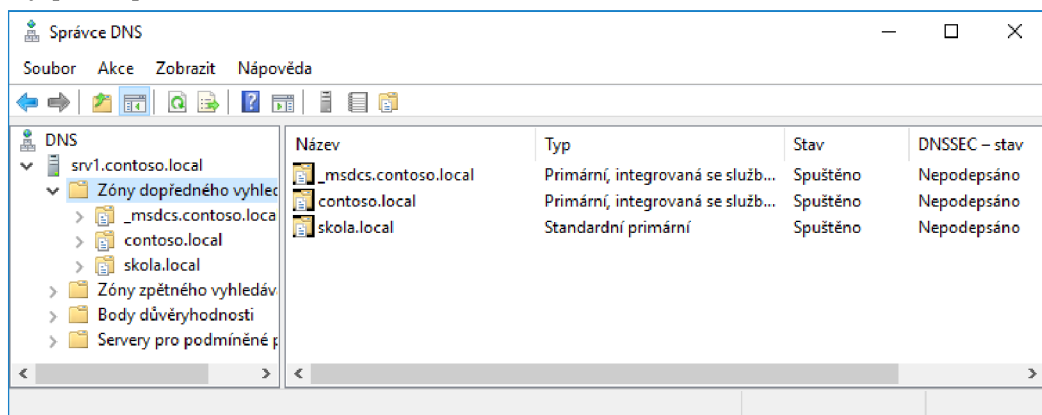 Správce DNS
Soubor Akce Zobrazit Nápověda
DNS
srv1.contoso.local
Zóny dopředného vyhlec
_msdcs.contoso.loca
contoso.local
skola.local
Zóny zpětného vyhledáv
Body důvěryhodnosti
Servery pro podmíněné p
Název Typ Stav DNSSEC – stav
_msdcs.contoso.local Primární, integrovaná se služb... Spuštěno Nepodepsáno
contoso.local Primární, integrovaná se služb... Spuštěno Nepodepsáno
skola.local Standardní primární Spuštěno Nepodepsáno